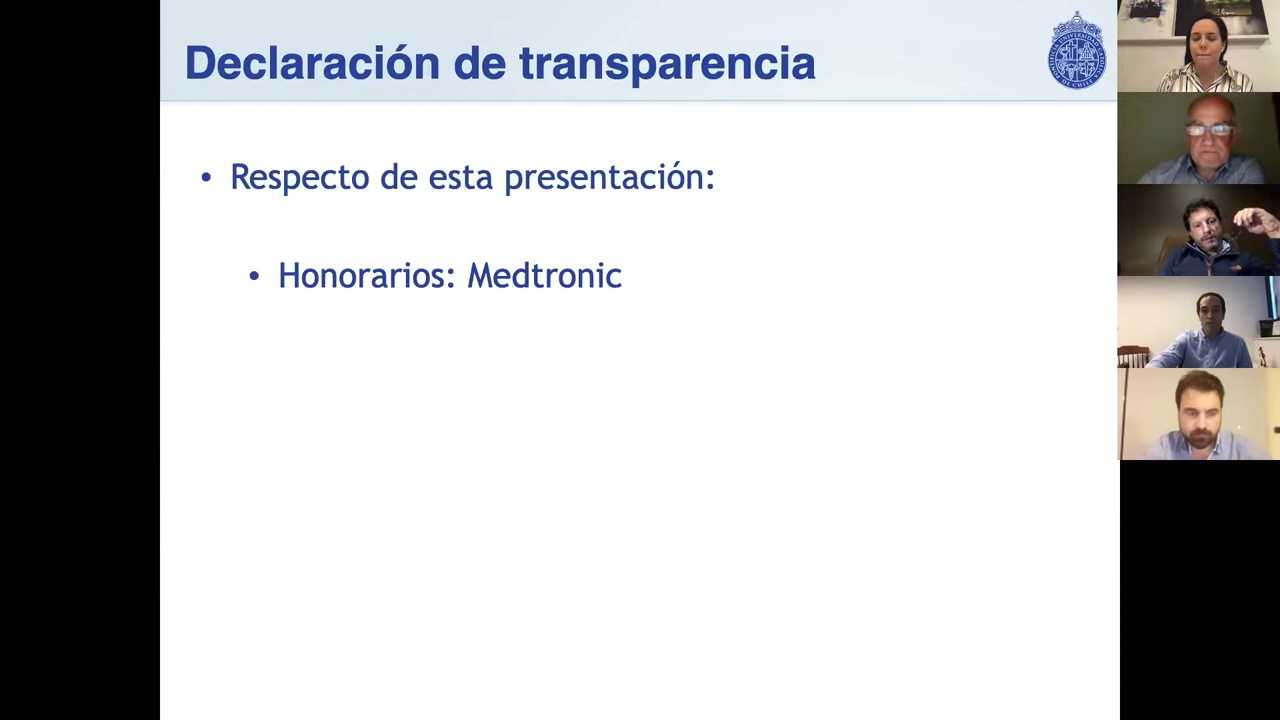 Declaración de transparencia
• Respecto de esta presentación:
• Honorarios: Medtronic